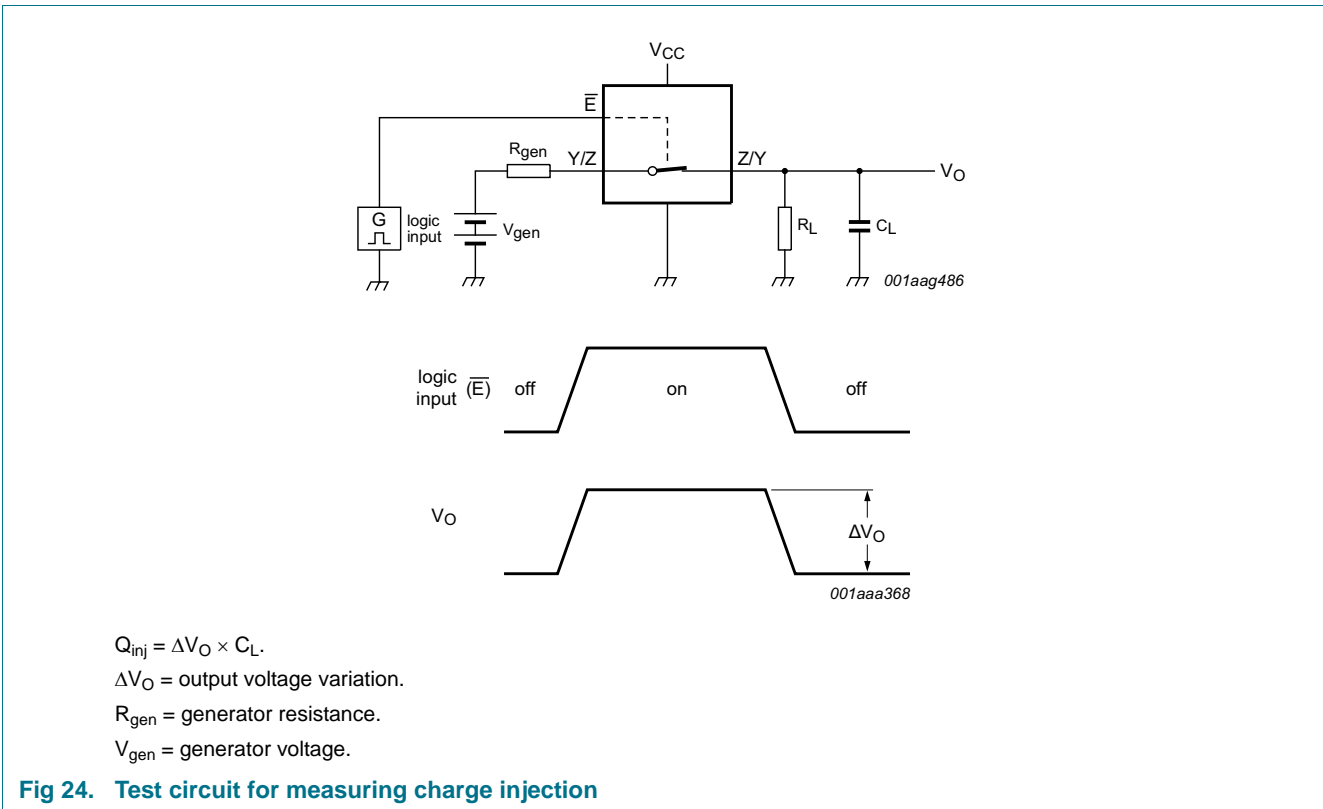 VCC
E̅
Rgen
Y/Z
Z/Y
VO
G
logic
input
Vgen
RL
CL
001aag486
logic
input
(E̅)
off
on
off
VO
ΔVO
001aaa368
Qinj = ΔVO × CL.
ΔVO = output voltage variation.
Rgen = generator resistance.
Vgen = generator voltage.
Fig 24. Test circuit for measuring charge injection